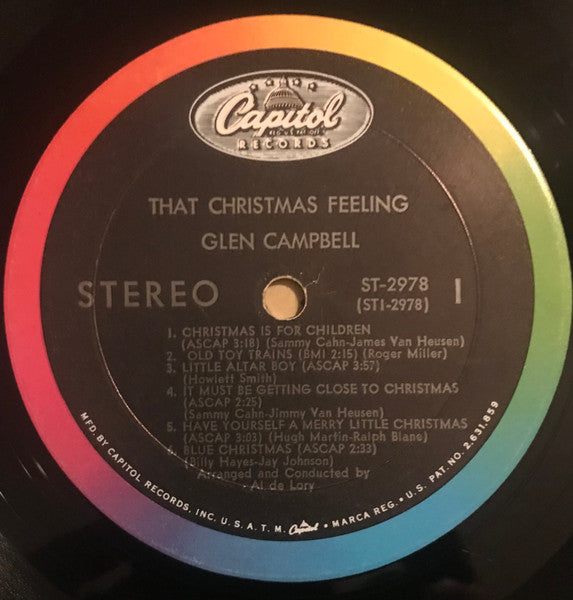 Capitol
RECORDS
THAT CHRISTMAS FEELING
GLEN CAMPBELL
STEREO
ST-2978
(ST1-2978)
1
1. CHRISTMAS IS FOR CHILDREN
(ASCAP 3:18) (Sammy Cahn-James Van Heusen)
2. OLD TOY TRAINS (BMI 2:15) (Roger Miller)
3. LITTLE ALTAR BOY (ASCAP 3:57)
(Howlett Smith)
4. IT MUST BE GETTING CLOSE TO CHRISTMAS
(ASCAP 2:25)
(Sammy Cahn-Jimmy Van Heusen)
5. HAVE YOURSELF A MERRY LITTLE CHRISTMAS
(ASCAP 3:03) (Hugh Martin-Ralph Blane)
6. BLUE CHRISTMAS (ASCAP 2:33)
(Billy Hayes-Jay Johnson)
Arranged and Conducted by
Al de Lory
MFD. BY CAPITOL RECORDS, INC. U.S.A. T.M. Capitol • MARCA REG. • U.S. PAT. NO. 2,631,859